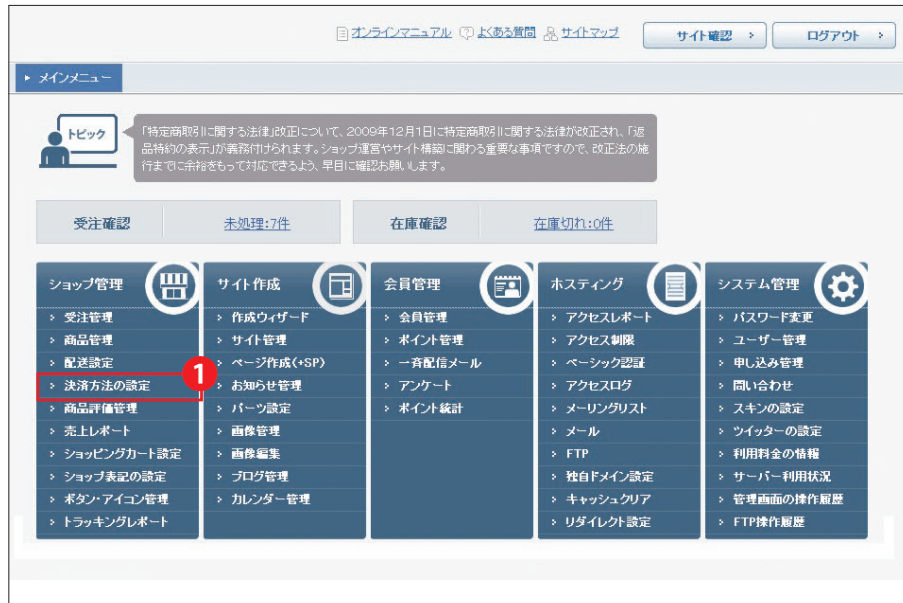 オンラインマニュアル よくある質問 サイトマップ サイト確認 ログアウト
メインメニュー
トピック
「特定商取引に関する法律」改正について、2009年12月1日に特定商取引に関する法律が改正され、「返
品特約の表示」が義務付けられます。ショップ運営やサイト構築に関わる重要な事項ですので、改正法の施
行までに余裕をもって対応できるよう、早目に確認お願いします。
受注確認 未処理:7件 在庫確認 在庫切れ:0件
ショップ管理
受注管理
商品管理
配送設定
決済方法の設定
1
商品評価管理
売上レポート
ショッピングカート設定
ショップ表記の設定
ボタン・アイコン管理
トラッキングレポート
サイト作成
作成ウィザード
サイト管理
ページ作成(+SP)
お知らせ管理
パーツ設定
画像管理
画像編集
ブログ管理
カレンダー管理
会員管理
会員管理
ポイント管理
一斉配信メール
アンケート
ポイント統計
ホスティング
アクセスレポート
アクセス制限
ベーシック認証
アクセスログ
メーリングリスト
メール
FTP
独自ドメイン設定
キャッシュクリア
リダイレクト設定
システム管理
パスワード変更
ユーザー管理
申し込み管理
問い合わせ
スキンの設定
ツイッターの設定
利用料金の情報
サーバー利用状況
管理画面の操作履歴
FTP操作履歴